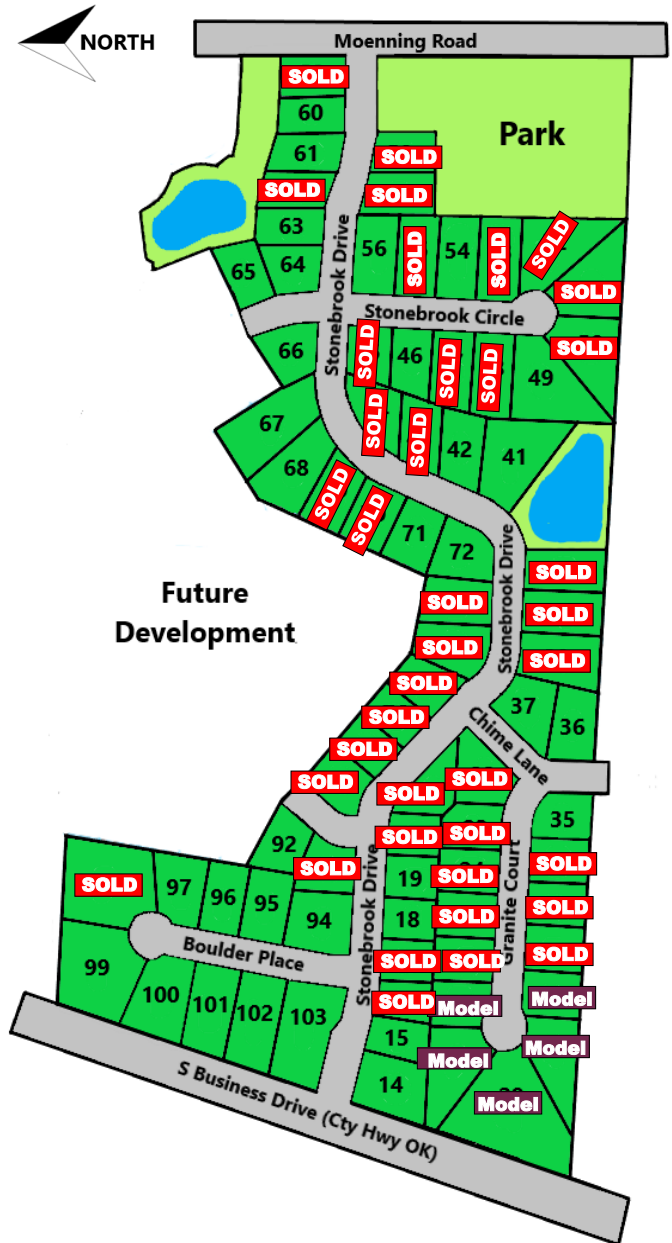 NORTH
Moenning Road
SOLD
60
Park
61
SOLD
SOLD
SOLD
63
Stonebrook Drive
56
SOLD
54
SOLD
SOLD
65
64
SOLD
Stonebrook Circle
66
SOLD
46
SOLD
SOLD
49
SOLD
67
SOLD
SOLD
42
41
68
SOLD
SOLD
71
72
Stonebrook Drive
SOLD
Future
Development
SOLD
SOLD
SOLD
SOLD
SOLD
37
36
SOLD
Chime Lane
SOLD
SOLD
SOLD
SOLD
SOLD
35
SOLD
SOLD
92
Stonebrook Drive
SOLD
Granite Court
SOLD
SOLD
97
96
95
94
19
SOLD
SOLD
18
SOLD
SOLD
Boulder Place
SOLD
SOLD
SOLD
99
100
101
102
103
SOLD
Model
Model
15
Model
Model
14
Model
S Business Drive (Cty Hwy OK)